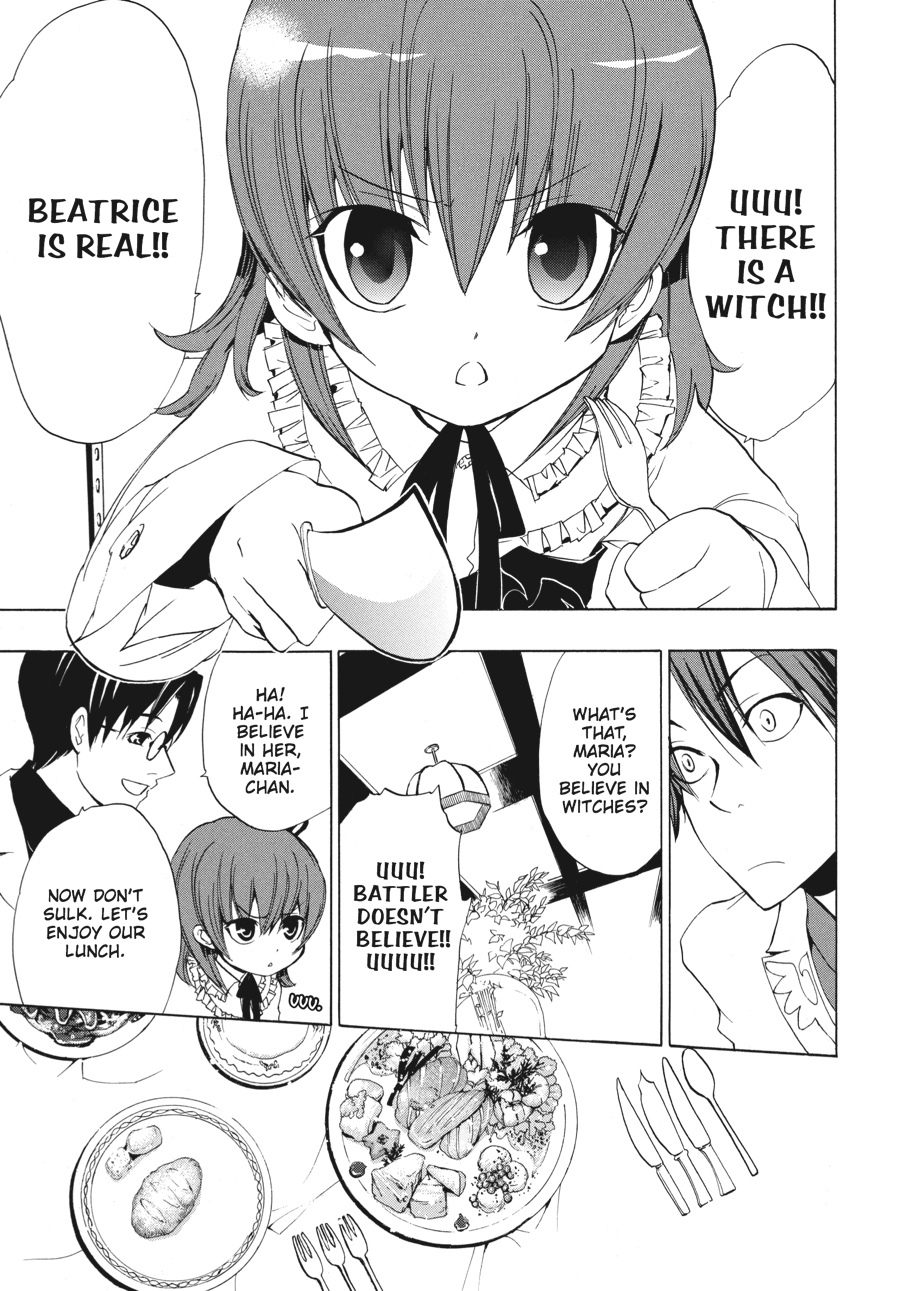 UUU!
THERE
IS A
WITCH!!
BEATRICE
IS REAL!!
WHAT'S
THAT,
MARIA?
YOU
BELIEVE IN
WITCHES?
UUU!
BATTLER
DOESN'T
BELIEVE!!
UUUU!!
HA!
HA-HA. I
BELIEVE
IN HER,
MARIA-
CHAN.
NOW DON'T
SULK. LET'S
ENJOY OUR
LUNCH.
UUU.